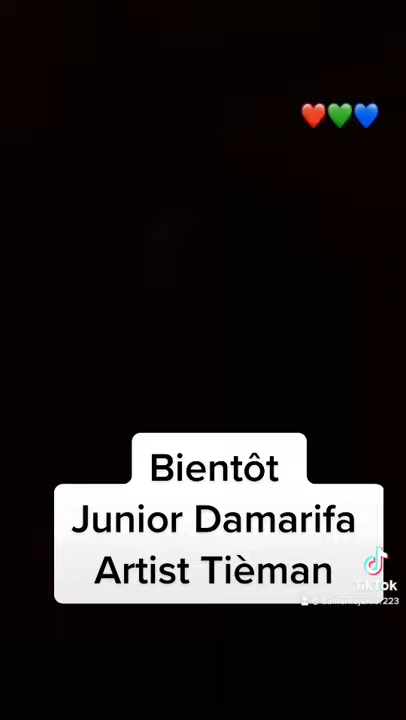 ❤️💚💙
Bientôt
Junior Damarifa
Artist Tièman
TikTok